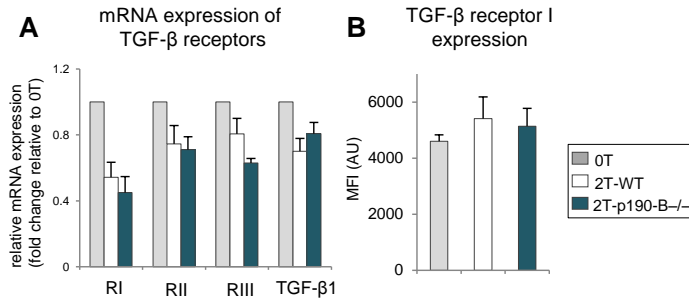 A
mRNA expression of
TGF-β receptors
relative mRNA expression
(fold change relative to 0T)
1.2
0.8
0.4
0
RI
RII
RIII
TGF-β1
B
TGF-β receptor I
expression
MFI (AU)
6000
4000
2000
0
0T
2T-WT
2T-p190-B–/–